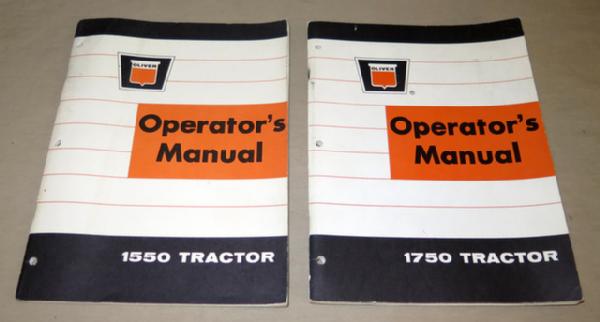 OLIVER
Operator's
Manual
1550 TRACTOR
OLIVER
Operator's
Manual
1750 TRACTOR